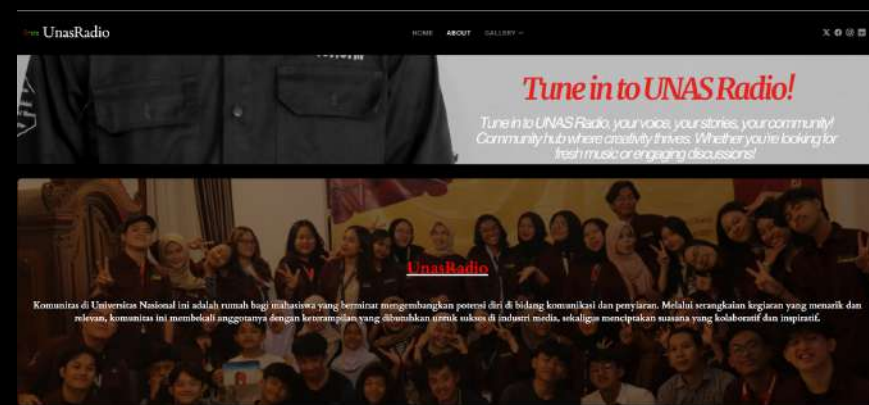 UnasRadio
HOME ABOUT GALLERY
Tune in to UNAS Radio!
Tune in to UNAS Radio, your voice, your stories, your community!
Community hub where creativity thrives. Whether you're looking for
fresh music or engaging discussions!
UnasRadio
Komunitas di Universitas Nasional ini adalah rumah bagi mahasiswa yang berminat mengembangkan potensi diri di bidang komunikasi dan penyiaran. Melalui serangkaian kegiatan yang menarik dan
relevan, komunitas ini membekali anggotanya dengan keterampilan yang dibutuhkan untuk sukses di industri media, sekaligus menciptakan suasana yang kolaboratif dan inspiratif.